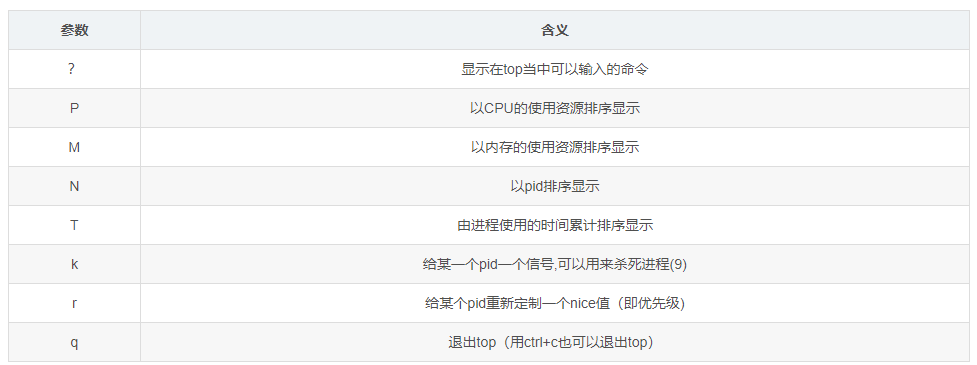 参数 含义
？ 显示在top当中可以输入的命令
P 以CPU的使用资源排序显示
M 以内存的使用资源排序显示
N 以pid排序显示
T 由进程使用的时间累计排序显示
k 给某一个pid一个信号,可以用来杀死进程(9)
r 给某个pid重新定制一个nice值（即优先级)
q 退出top（用ctrl+c也可以退出top）